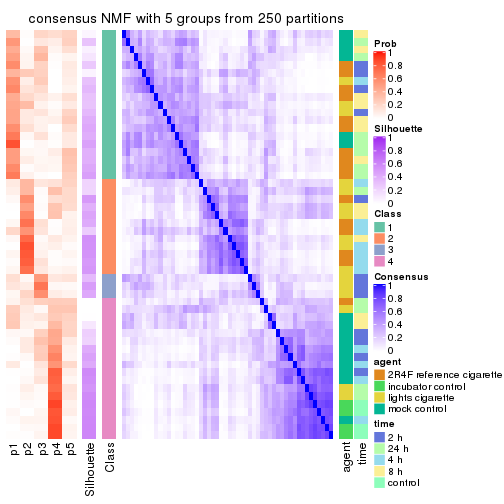 consensus NMF with 5 groups from 250 partitions
p1
p2
p3
p4
p5
Silhouette
Class
agent
time
Prob
1
0.8
0.6
0.4
0.2
0
Silhouette
1
0.8
0.6
0.4
0.2
0
Class
1
2
3
4
Consensus
1
0.8
0.6
0.4
0.2
0
agent
2R4F reference cigarette
incubator control
lights cigarette
mock control
time
2 h
24 h
4 h
8 h
control